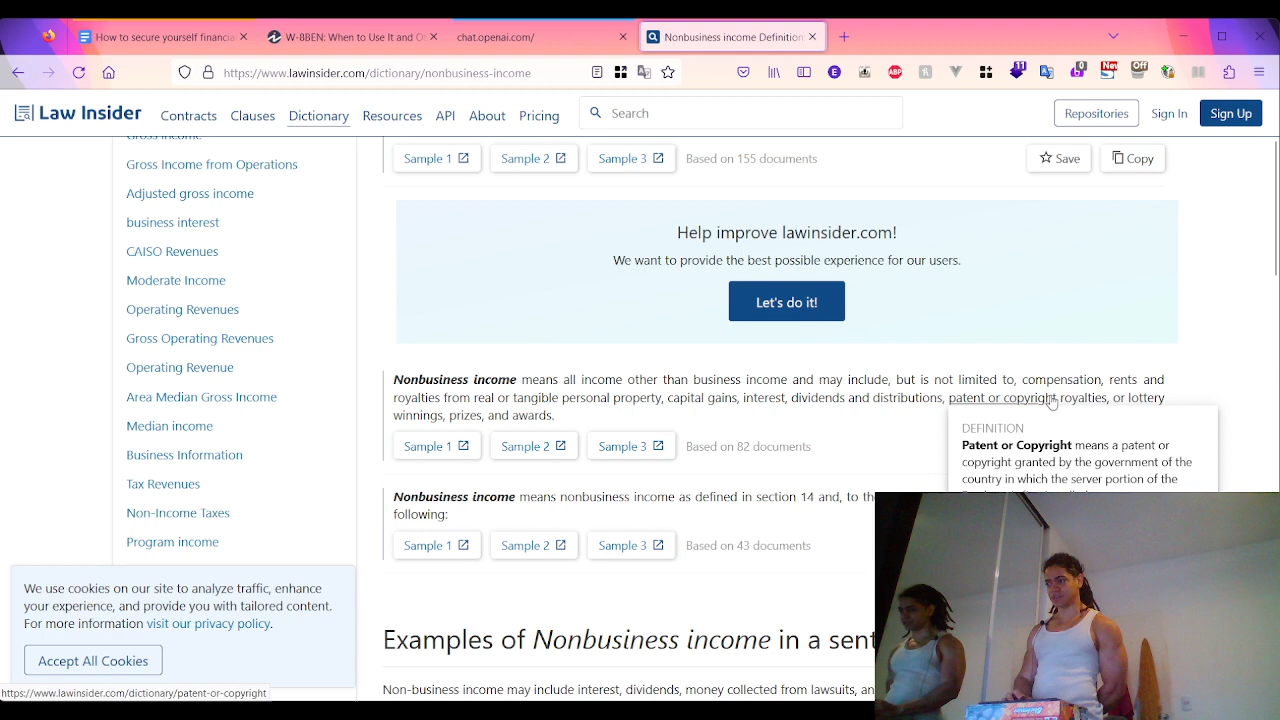 How to secure yourself financia
W-8BEN: When to Use It and Ot
chat.openai.com/
Nonbusiness income Definition
https://www.lawinsider.com/dictionary/nonbusiness-income
ABP
11
0
New
Off
Law Insider
Contracts
Clauses
Dictionary
Resources
API
About
Pricing
Search
Repositories
Sign In
Sign Up
Gross income
Gross Income from Operations
Adjusted gross income
business interest
CAISO Revenues
Moderate Income
Operating Revenues
Gross Operating Revenues
Operating Revenue
Area Median Gross Income
Median income
Business Information
Tax Revenues
Non-Income Taxes
Program income
Sample 1
Sample 2
Sample 3
Based on 155 documents
Save
Copy
Help improve lawinsider.com!
We want to provide the best possible experience for our users.
Let's do it!
Nonbusiness income means all income other than business income and may include, but is not limited to, compensation, rents and
royalties from real or tangible personal property, capital gains, interest, dividends and distributions, patent or copyright royalties, or lottery
winnings, prizes, and awards.
Sample 1
Sample 2
Sample 3
Based on 82 documents
DEFINITION
Patent or Copyright means a patent or
copyright granted by the government of the
country in which the server portion of the
Nonbusiness income means nonbusiness income as defined in section 14 and, to the
following:
Sample 1
Sample 2
Sample 3
Based on 43 documents
Examples of Nonbusiness income in a sent
Non-business income may include interest, dividends, money collected from lawsuits, an
We use cookies on our site to analyze traffic, enhance
your experience, and provide you with tailored content.
For more information visit our privacy policy.
Accept All Cookies
https://www.lawinsider.com/dictionary/patent-or-copyright